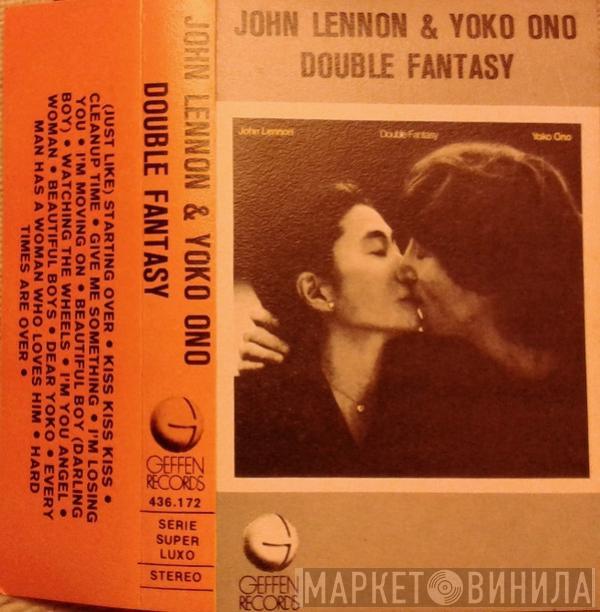 JOHN LENNON & YOKO ONO
DOUBLE FANTASY
(JUST LIKE) STARTING OVER • KISS KISS KISS •
CLEANUP TIME • GIVE ME SOMETHING • I'M LOSING
YOU • I'M MOVING ON • BEAUTIFUL BOY (DARLING
BOY) • WATCHING THE WHEELS • I'M YOU ANGEL •
WOMAN • BEAUTIFUL BOYS • DEAR YOKO • EVERY
MAN HAS A WOMAN WHO LOVES HIM • HARD
TIMES ARE OVER •
JOHN LENNON & YOKO ONO
DOUBLE FANTASY
GEFFEN
RECORDS
436.172
SERIE
SUPER
LUXO
STEREO
John Lennon
Double Fantasy
Yoko Ono
GEFFEN
RECORDS
МАРКЕТ ВИНИЛА